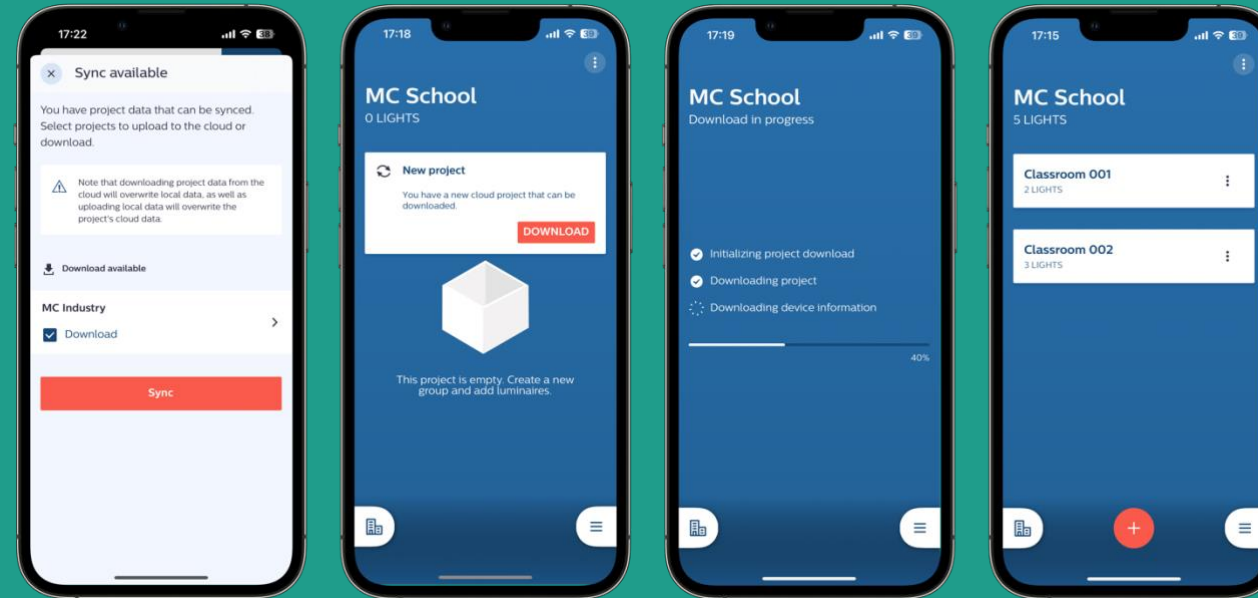 17:22
39
Sync available
You have project data that can be synced.
Select projects to upload to the cloud or
download.
Note that downloading project data from the
cloud will overwrite local data, as well as
uploading local data will overwrite the
project's cloud data.
Download available
MC Industry
Download
Sync
17:18
39
MC School
0 LIGHTS
New project
You have a new cloud project that can be
downloaded.
DOWNLOAD
This project is empty. Create a new
group and add luminaires.
17:19
39
MC School
Download in progress
Initializing project download
Downloading project
Downloading device information
40%
17:15
39
MC School
5 LIGHTS
Classroom 001
2 LIGHTS
Classroom 002
3 LIGHTS